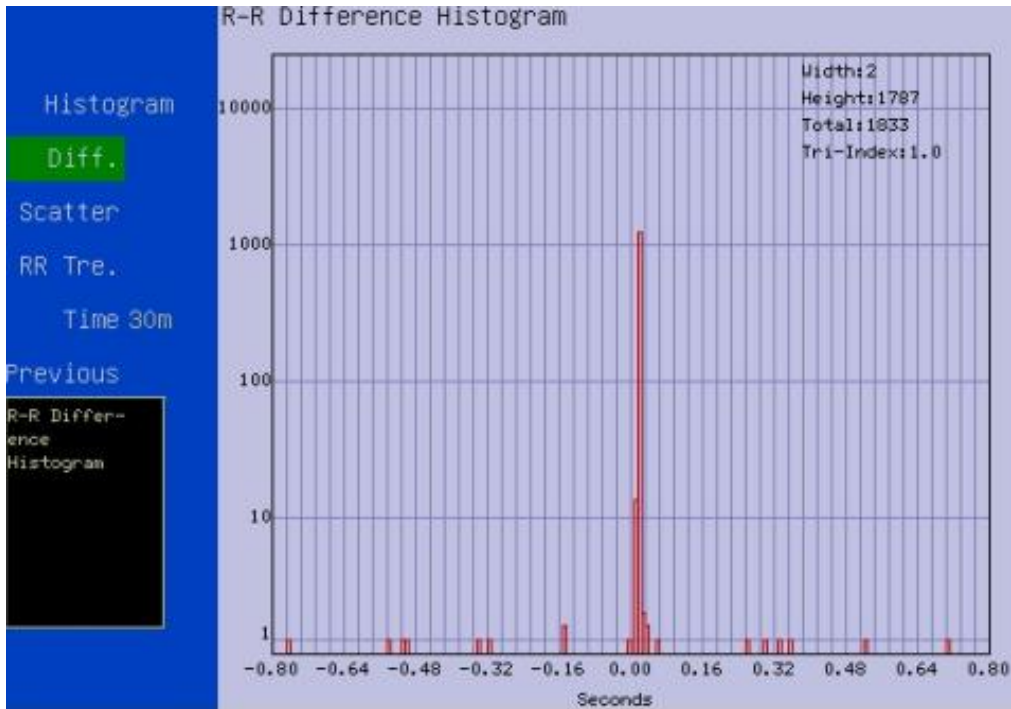 R-R Difference Histogram
Histogram
Diff.
Scatter
RR Tre.
Time 30m
Previous
R-R Differ-
ence
Histogram
Width:2
Height:1787
Total:1833
Tri-Index:1.0
10000
1000
100
10
1
-0.80 -0.64 -0.48 -0.32 -0.16 0.00 0.16 0.32 0.48 0.64 0.80
Seconds